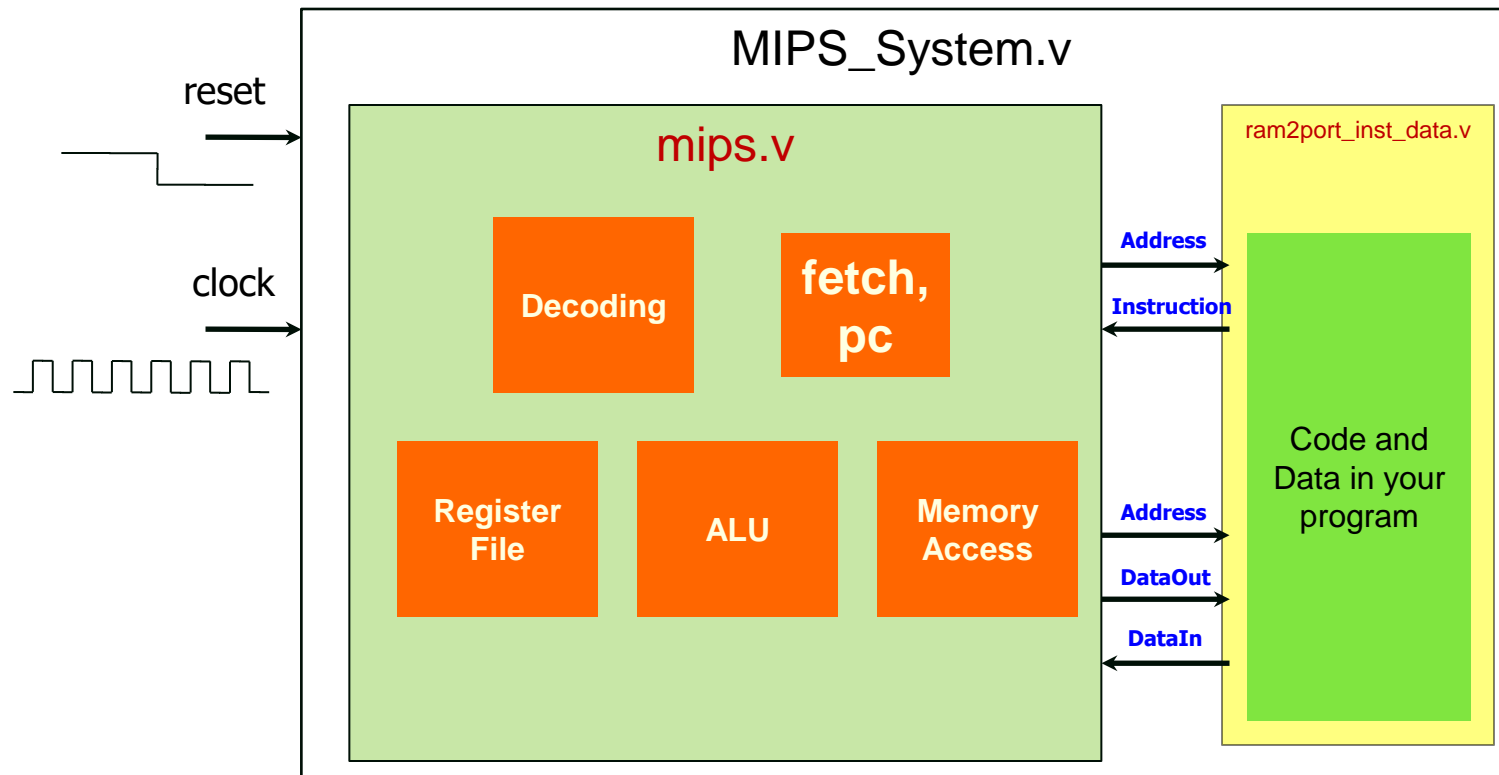 MIPS_System.v
reset
mips.v
ram2port_inst_data.v
clock
Decoding
fetch,
pc
Address
Instruction
Register
File
ALU
Memory
Access
Address
DataOut
DataIn
Code and
Data in your
program